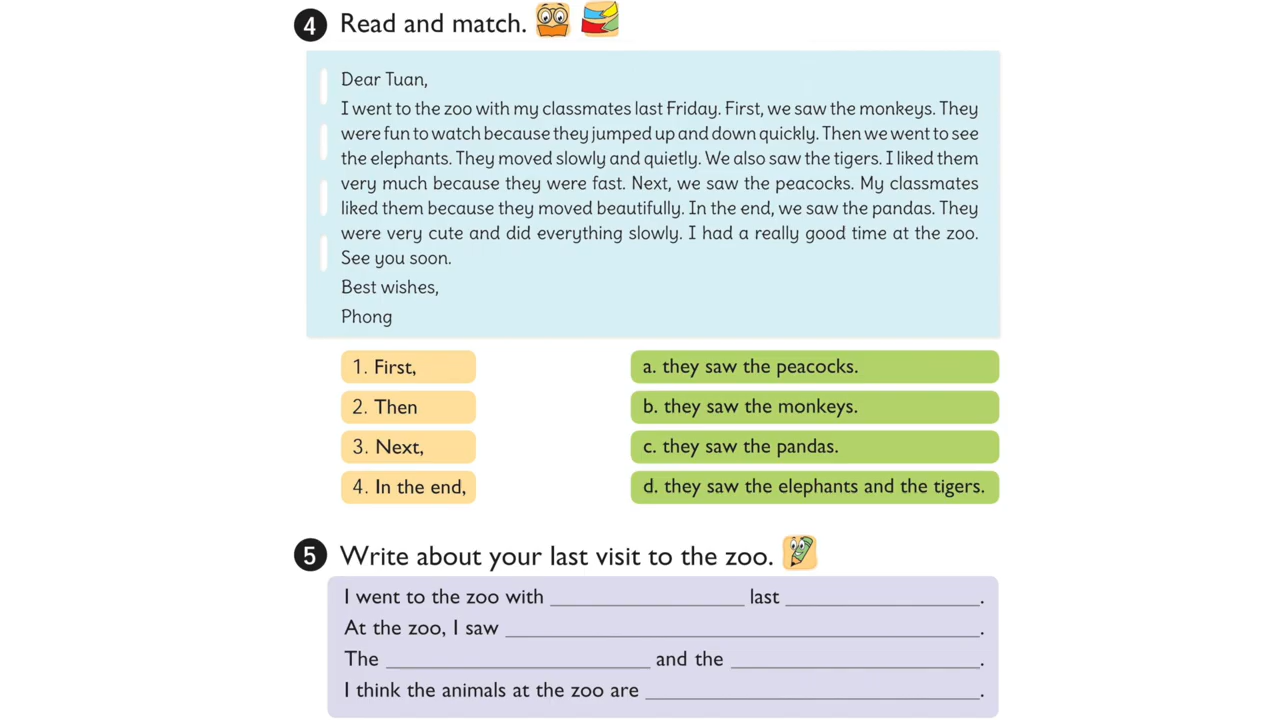 4 Read and match.
Dear Tuan,
I went to the zoo with my classmates last Friday. First, we saw the monkeys. They
were fun to watch because they jumped up and down quickly. Then we went to see
the elephants. They moved slowly and quietly. We also saw the tigers. I liked them
very much because they were fast. Next, we saw the peacocks. My classmates
liked them because they moved beautifully. In the end, we saw the pandas. They
were very cute and did everything slowly. I had a really good time at the zoo.
See you soon.
Best wishes,
Phong
1. First,
a. they saw the peacocks.
2. Then
b. they saw the monkeys.
3. Next,
c. they saw the pandas.
4. In the end,
d. they saw the elephants and the tigers.
5 Write about your last visit to the zoo.
I went to the zoo with ____________ last ____________.
At the zoo, I saw ____________.
The ____________ and the ____________.
I think the animals at the zoo are ____________.